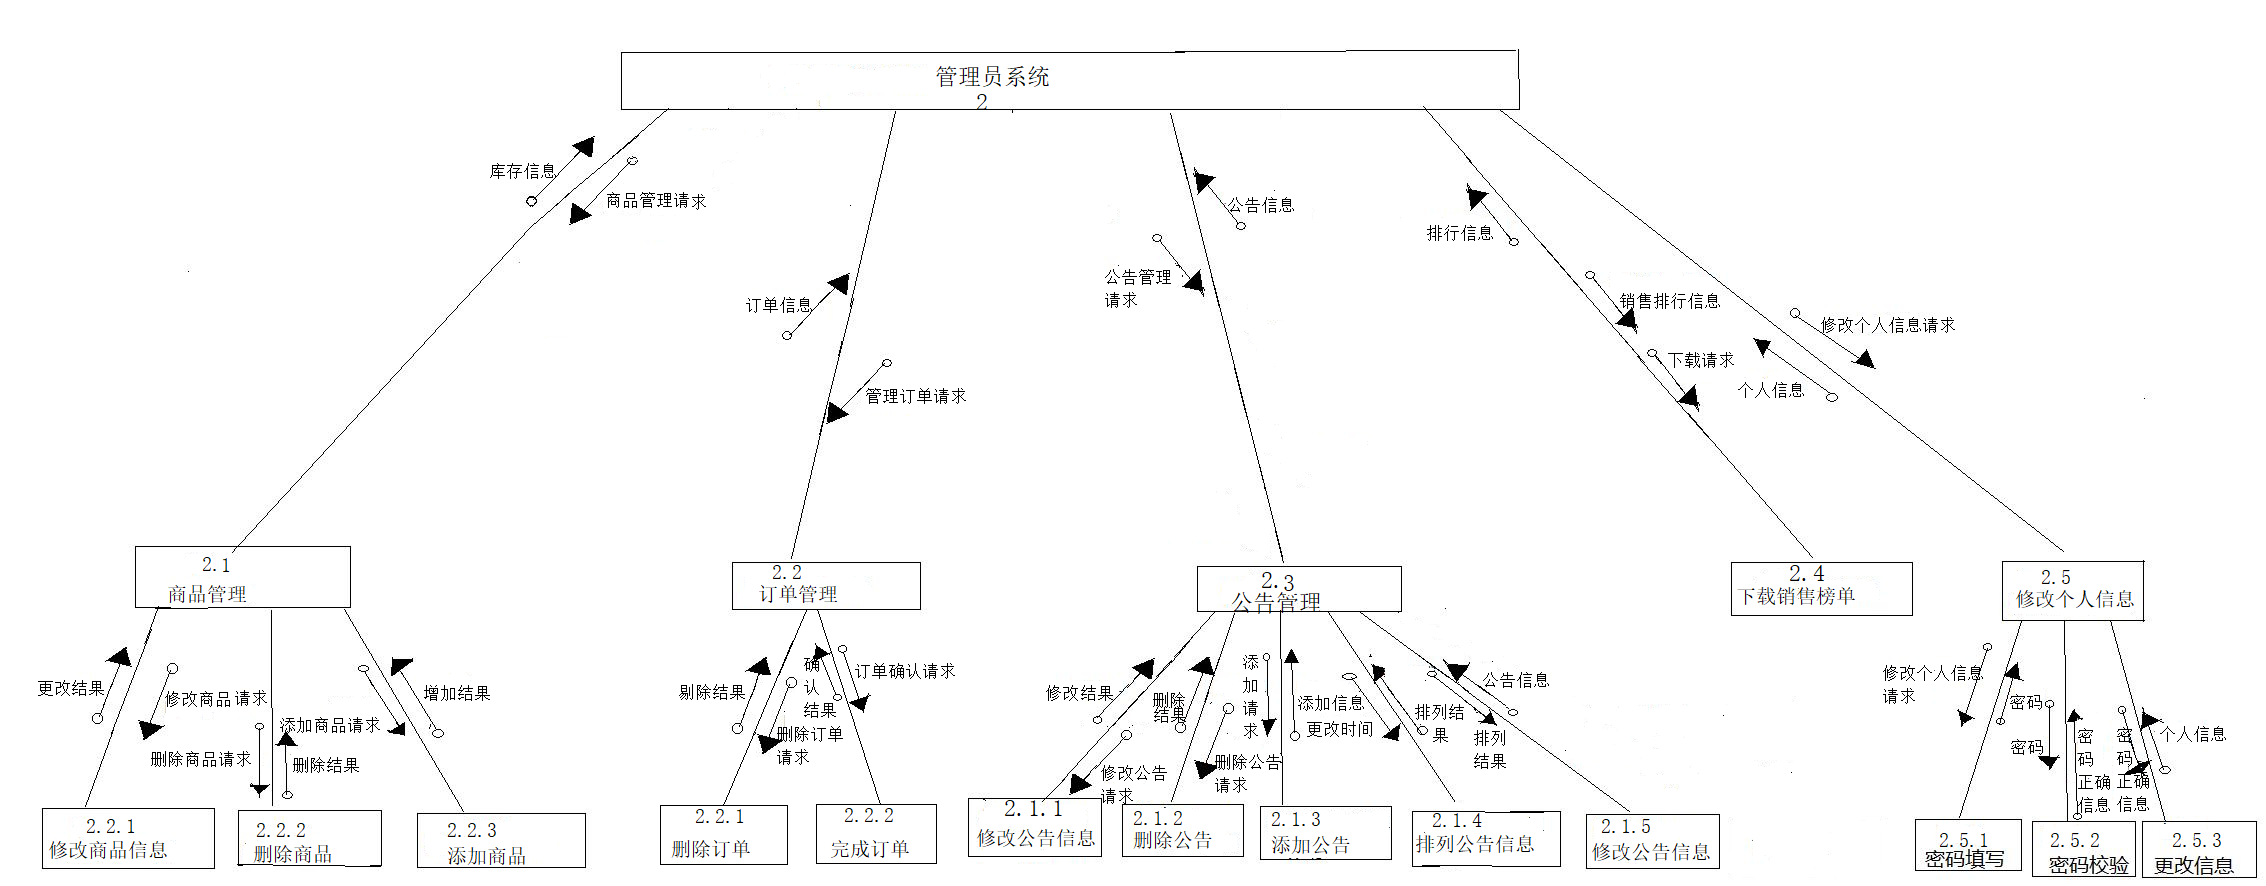 管理员系统
2
库存信息
商品管理请求
订单信息
管理订单请求
公告信息
公告管理
请求
排行信息
销售排行信息
下载请求
修改个人信息请求
个人信息
2.1
商品管理
2.2
订单管理
2.3
公告管理
2.4
下载销售榜单
2.5
修改个人信息
更改结果
修改商品请求
删除商品请求
添加商品请求
删除结果
增加结果
剔除结果
删除订单
请求
确
认
结果
订单确认请求
修改结果
修改公告
请求
删除
结果
删除公告
请求
添
加
请
求
添加信息
更改时间
排列结
果
排列
结果
公告信息
修改个人信息
请求
密码
密码
密
码
正确
信息
密
码
正确
信息
个人信息
2.2.1
修改商品信息
2.2.2
删除商品
2.2.3
添加商品
2.2.1
删除订单
2.2.2
完成订单
2.1.1
修改公告信息
2.1.2
删除公告
2.1.3
添加公告
2.1.4
排列公告信息
2.1.5
修改公告信息
2.5.1
密码填写
2.5.2
密码校验
2.5.3
更改信息